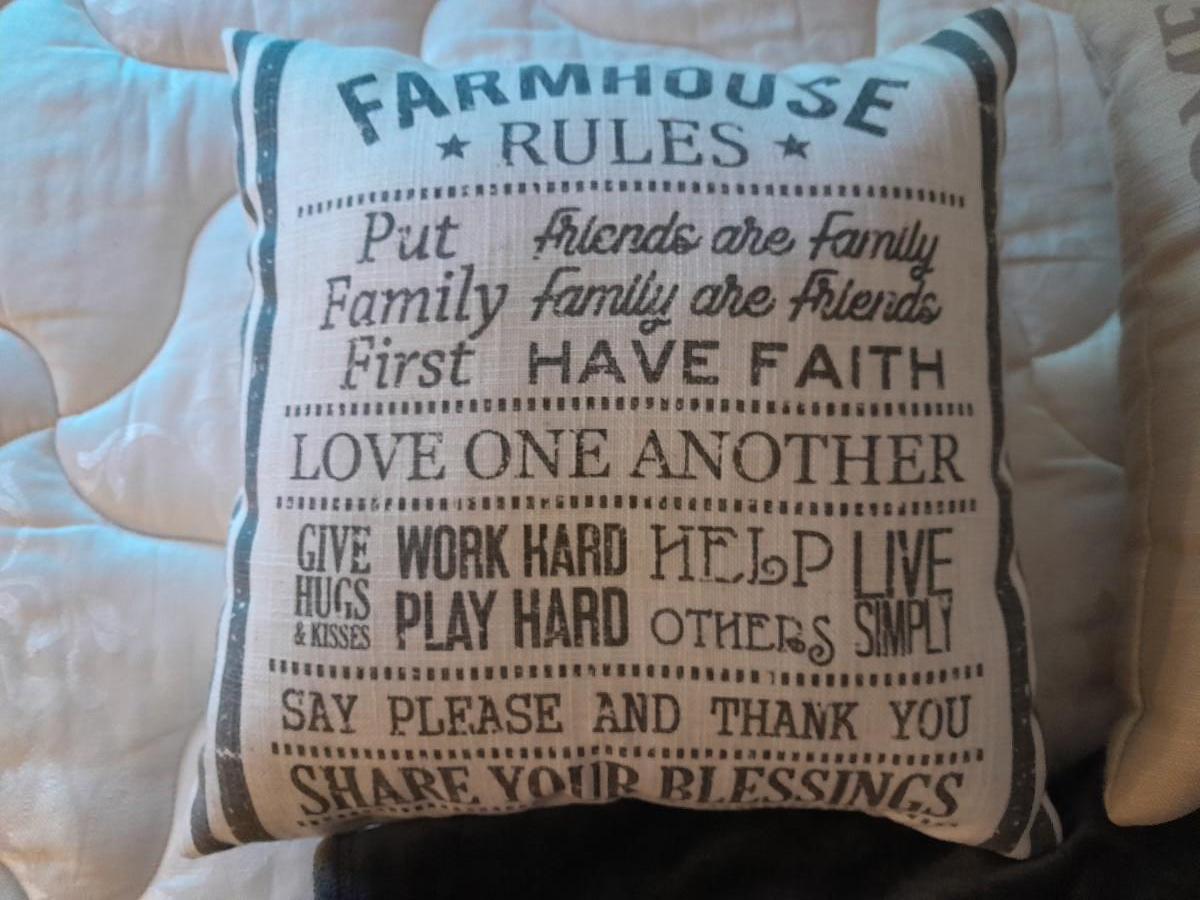 FARMHOUSE
★ RULES ★
Put
Family
First
friends are family
family are friends
HAVE FAITH
LOVE ONE ANOTHER
GIVE
HUGS
& KISSES
WORK HARD
PLAY HARD
HELP
OTHERS
LIVE
SIMPLY
SAY PLEASE AND THANK YOU
SHARE YOUR BLESSINGS